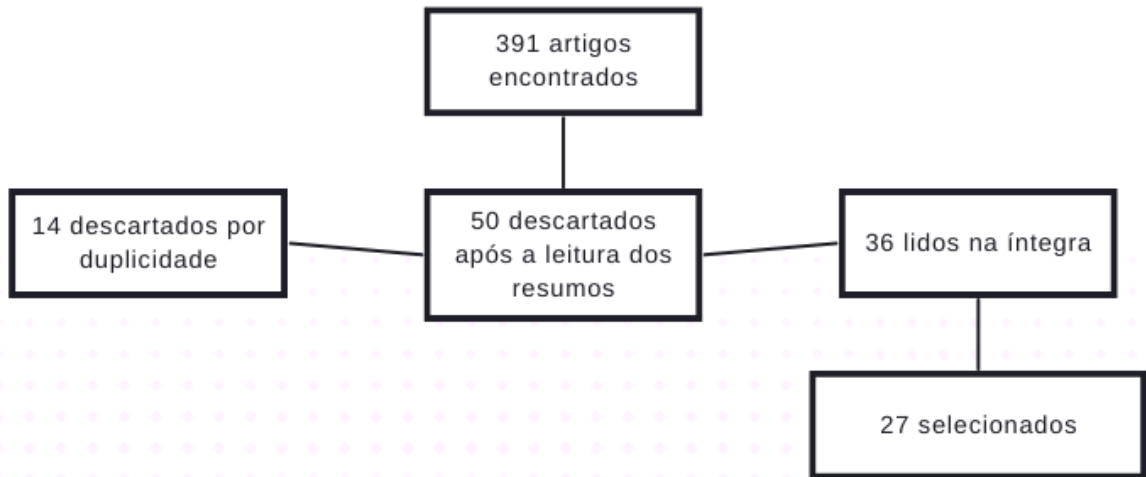 391 artigos
encontrados
14 descartados por
duplicidade
50 descartados
após a leitura dos
resumos
36 lidos na íntegra
27 selecionados